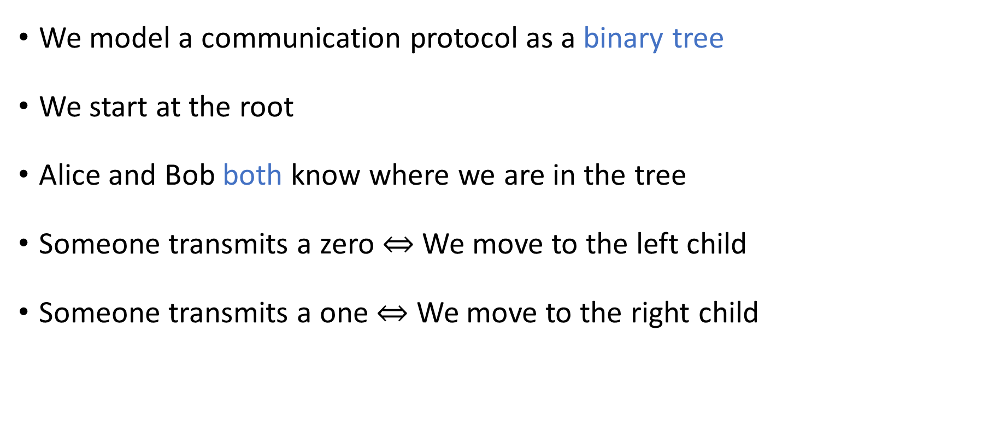 • We model a communication protocol as a binary tree
• We start at the root
• Alice and Bob both know where we are in the tree
• Someone transmits a zero ⇔ We move to the left child
• Someone transmits a one ⇔ We move to the right child